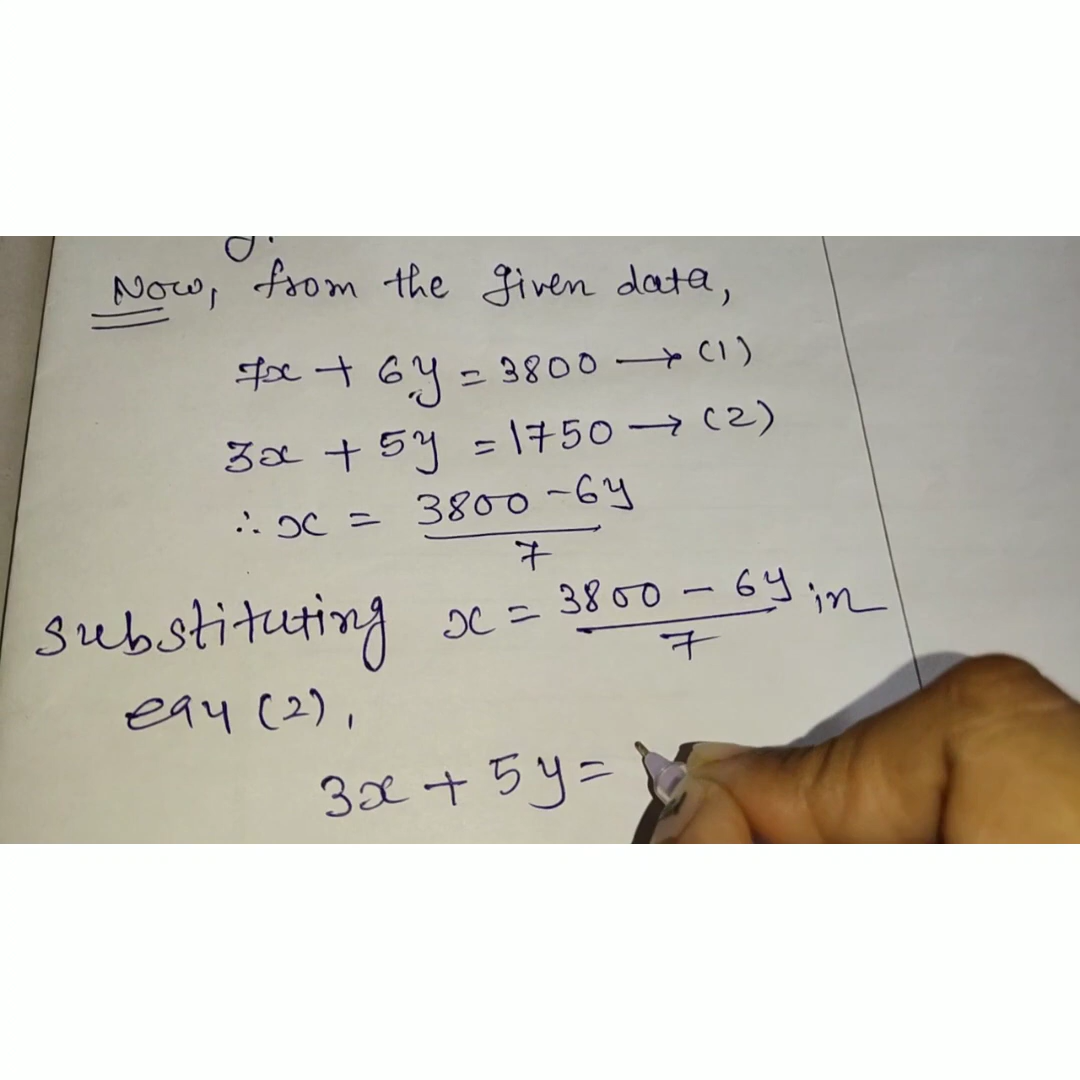 Now, from the given data,
7x + 6y = 3800 → (1)
3x + 5y = 1750 → (2)
∴ x = 3800 - 6y / 7
substituting x = 3800 - 6y / 7 in
eqy (2),
3x + 5y =